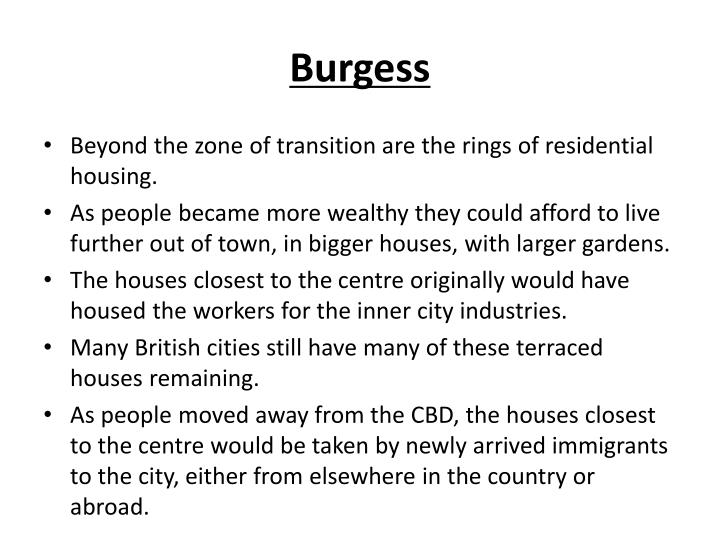 Burgess
• Beyond the zone of transition are the rings of residential
housing.
• As people became more wealthy they could afford to live
further out of town, in bigger houses, with larger gardens.
• The houses closest to the centre originally would have
housed the workers for the inner city industries.
• Many British cities still have many of these terraced
houses remaining.
• As people moved away from the CBD, the houses closest
to the centre would be taken by newly arrived immigrants
to the city, either from elsewhere in the country or
abroad.